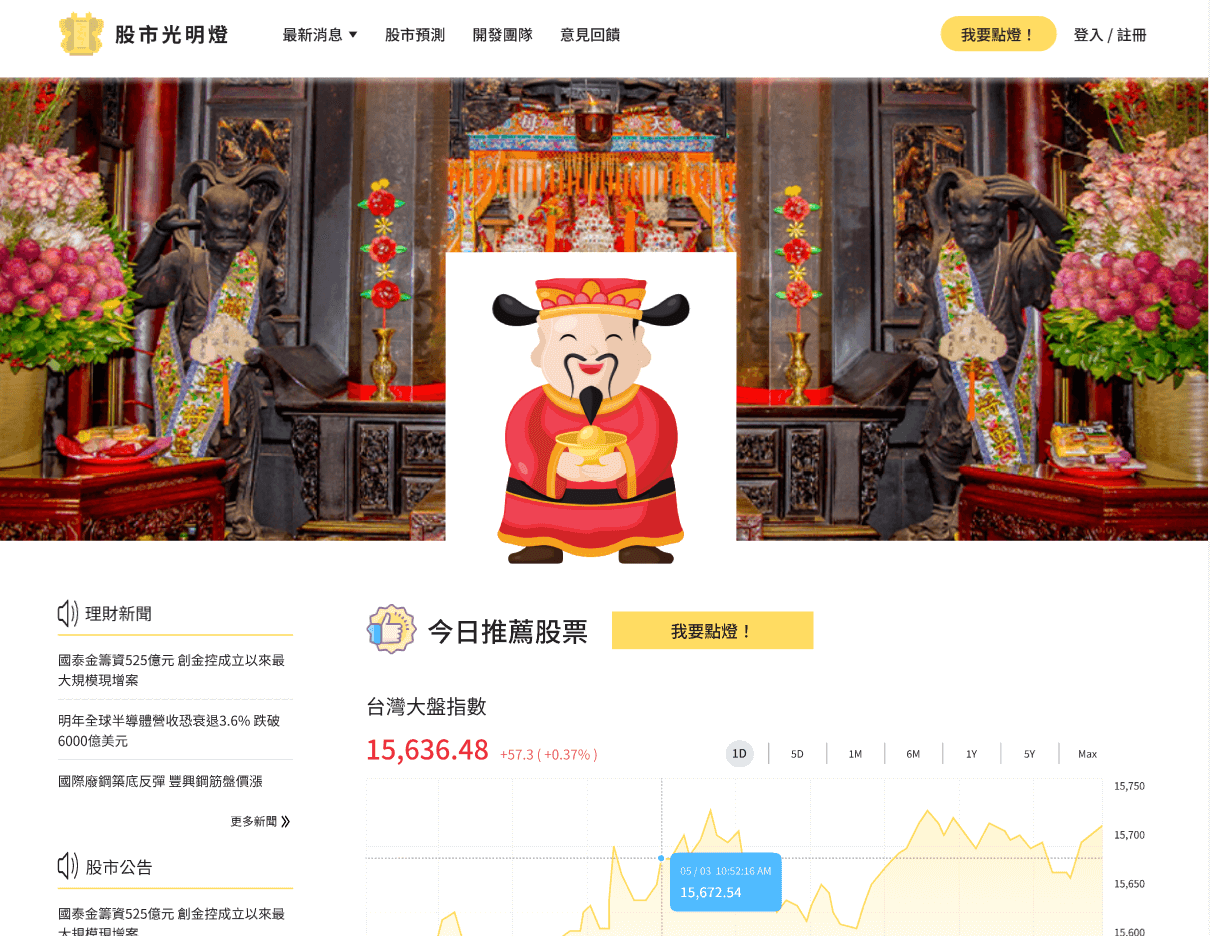 股市光明燈
最新消息
股市預測
開發團隊
意見回饋
我要點燈！
登入 / 註冊
理財新聞
國泰金籌資525億元 創金控成立以來最
大規模現增案
明年全球半導體營收恐衰退3.6% 跌破
6000億美元
國際廢鋼築底反彈 豐興鋼筋盤價漲
更多新聞
股市公告
國泰金籌資525億元 創金控成立以來最
大規模現增案
今日推薦股票
我要點燈！
台灣大盤指數
15,636.48 +57.3 ( +0.37% )
1D 5D 1M 6M 1Y 5Y Max
15,750
15,700
15,650
15,600
05 / 03 10:52:16 AM
15,672.54